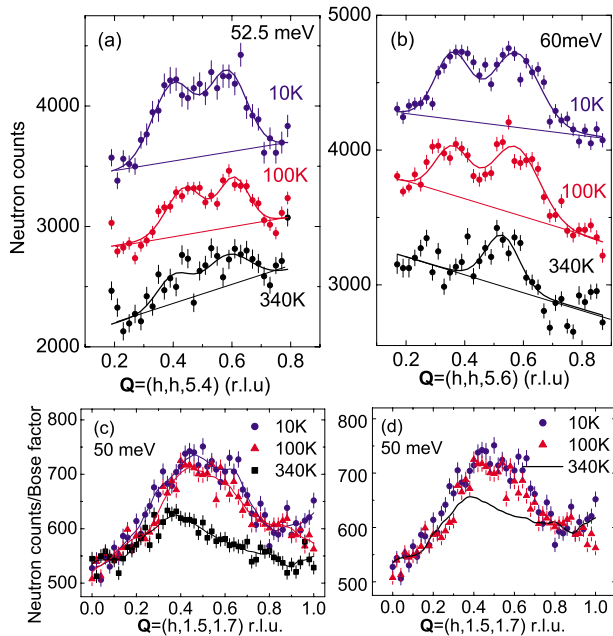 (a) 52.5 meV
10K
100K
340K
Neutron counts
4000
3000
2000
0.2 0.4 0.6 0.8
Q=(h,h,5.4) (r.l.u)
(b) 60meV
10K
100K
340K
5000
4000
3000
0.2 0.4 0.6 0.8
Q=(h,h,5.6) (r.l.u)
(c) 10K
50 meV 100K
340K
Neutron counts/Bose factor
800
700
600
500
0.0 0.2 0.4 0.6 0.8 1.0
Q=(h,1.5,1.7) r.l.u.
(d) 10K
50 meV 100K
340K
800
700
600
500
0.0 0.2 0.4 0.6 0.8 1.0
Q=(h,1.5,1.7) r.l.u.